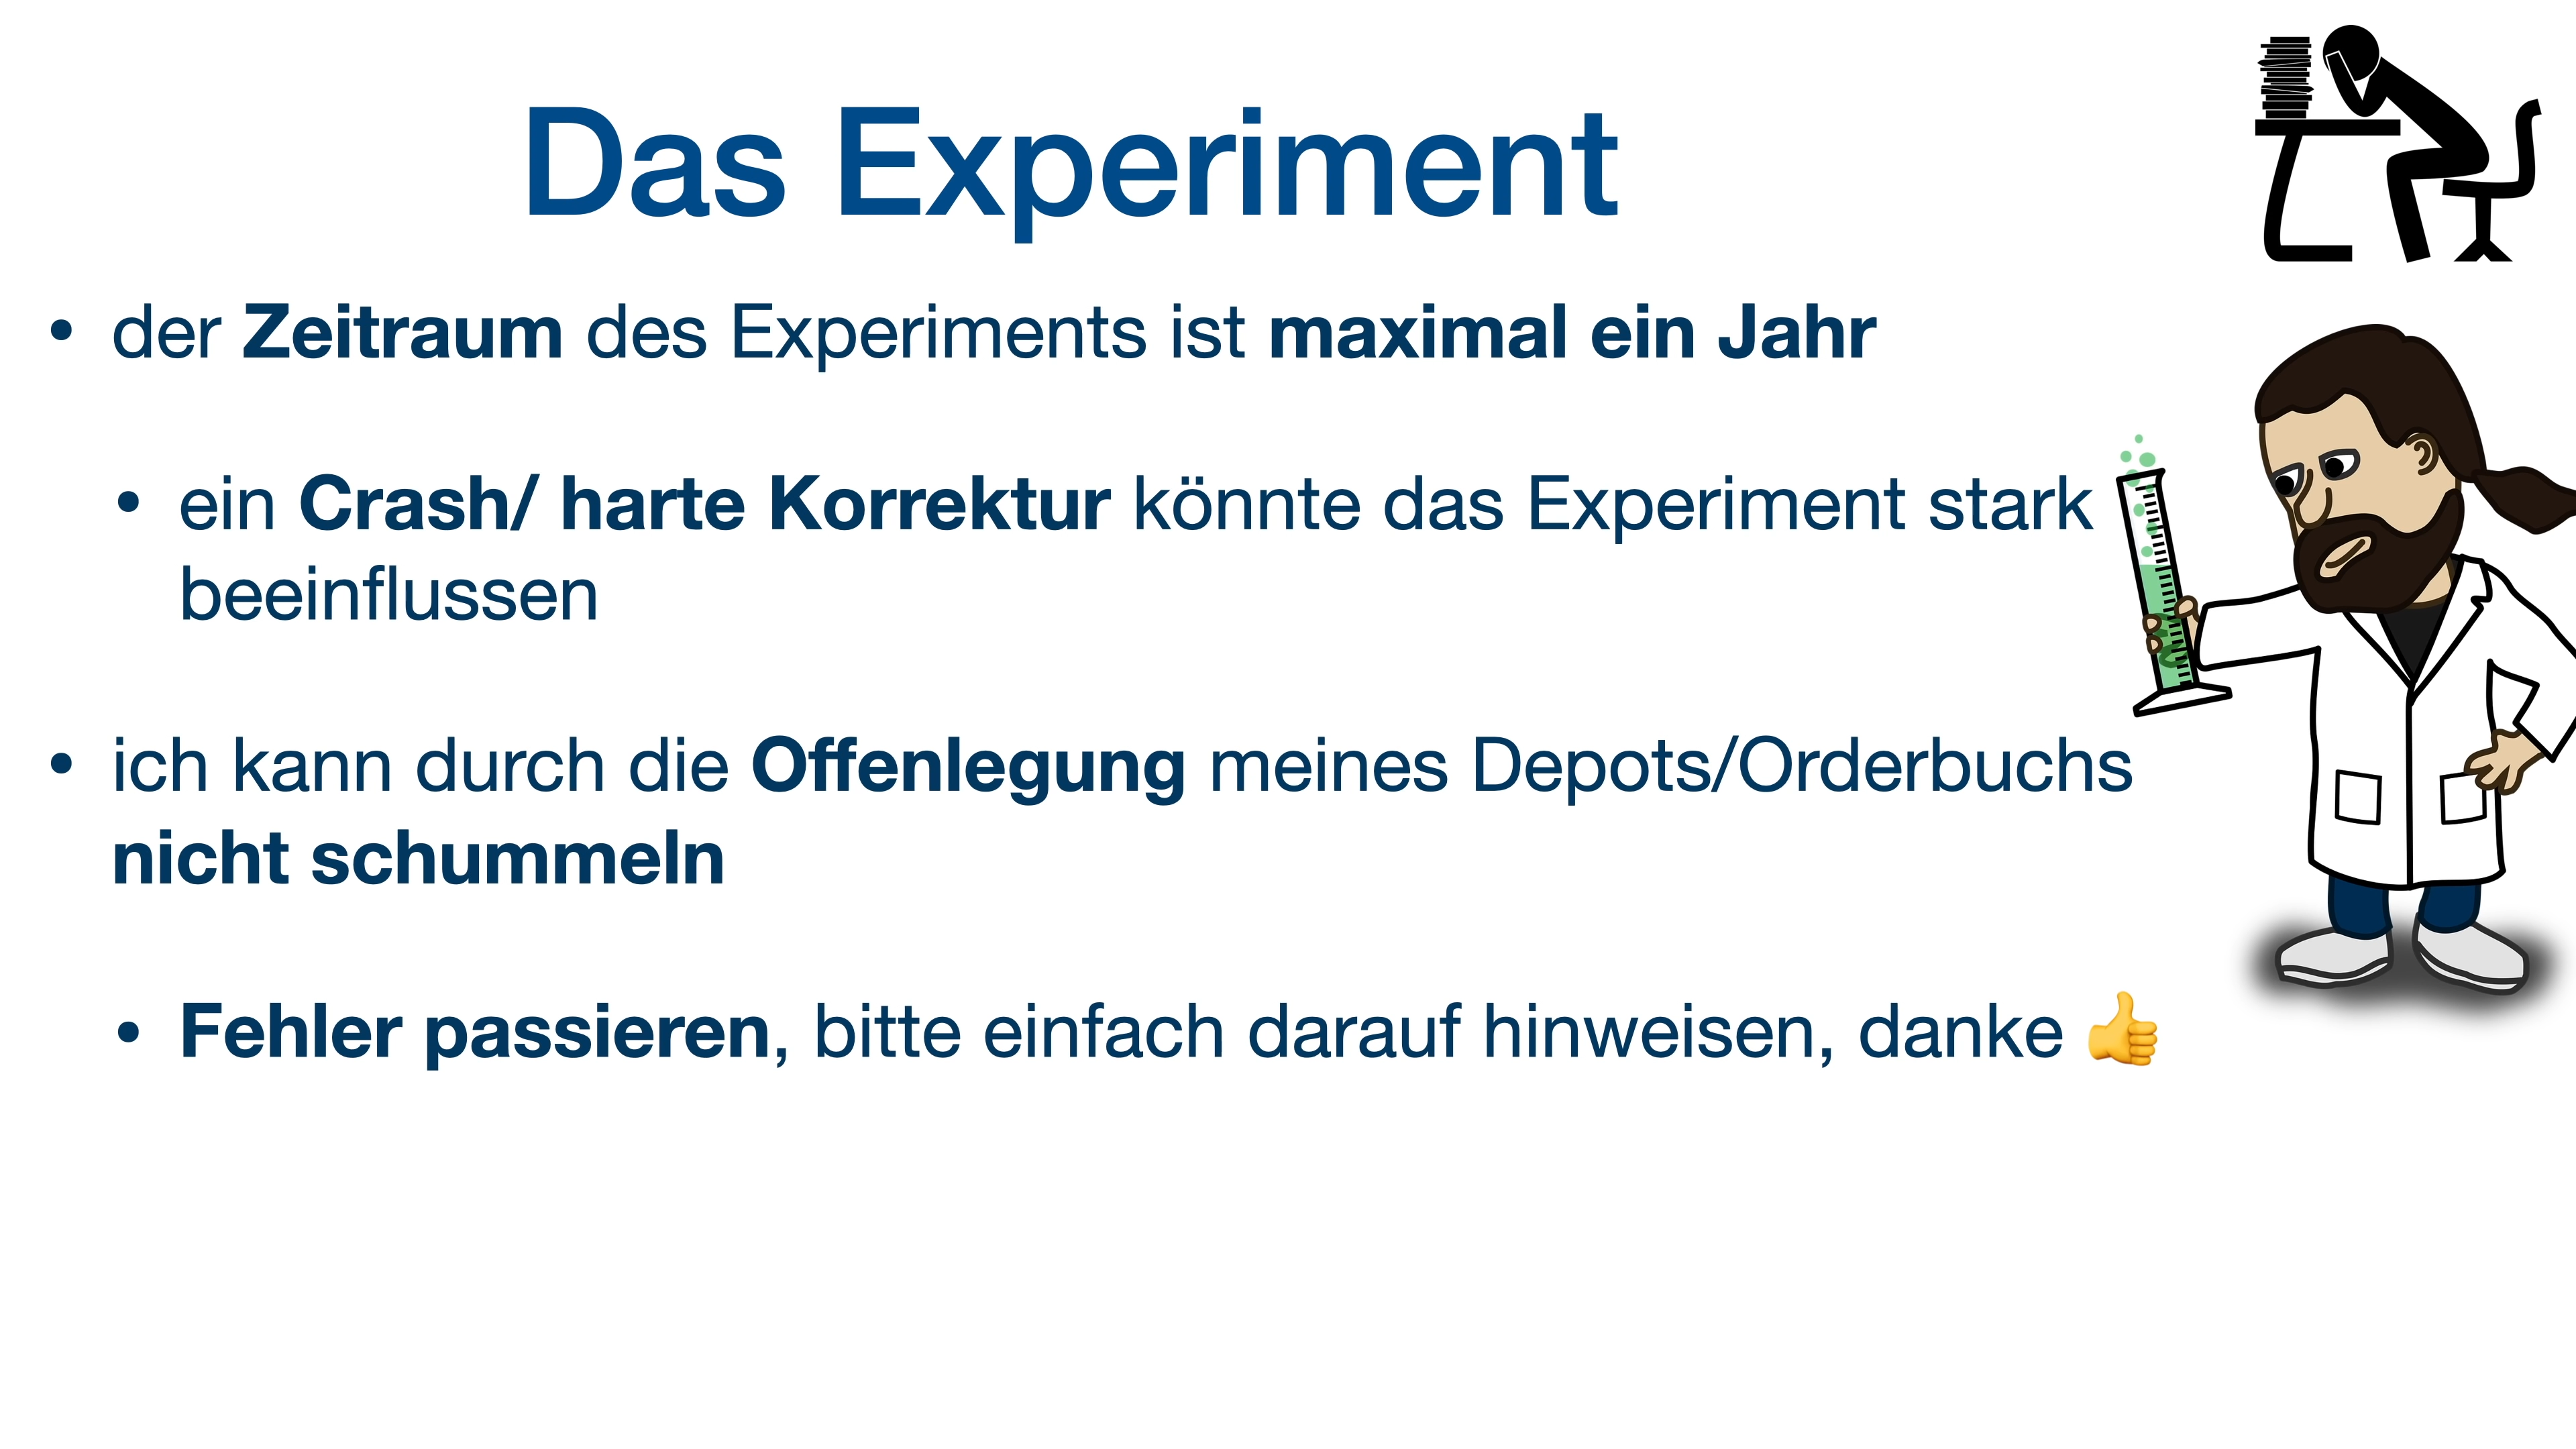 Das Experiment
• der Zeitraum des Experiments ist maximal ein Jahr
• ein Crash/ harte Korrektur könnte das Experiment stark
beeinflussen
• ich kann durch die Offenlegung meines Depots/Orderbuchs
nicht schummeln
• Fehler passieren, bitte einfach darauf hinweisen, danke 👍